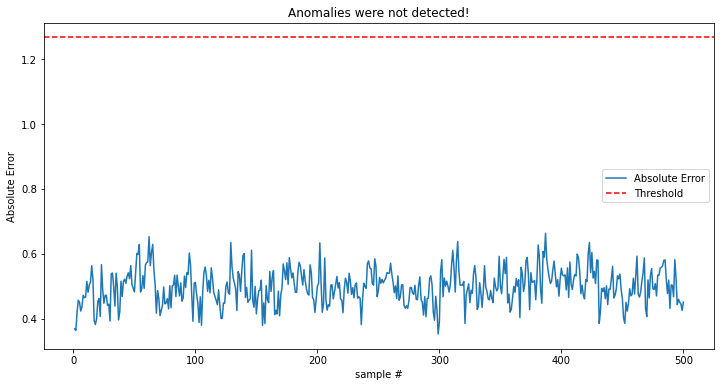 Anomalies were not detected!
Absolute Error
1.2
1.0
0.8
0.6
0.4
Absolute Error
Threshold
0
100
200
300
400
500
sample #